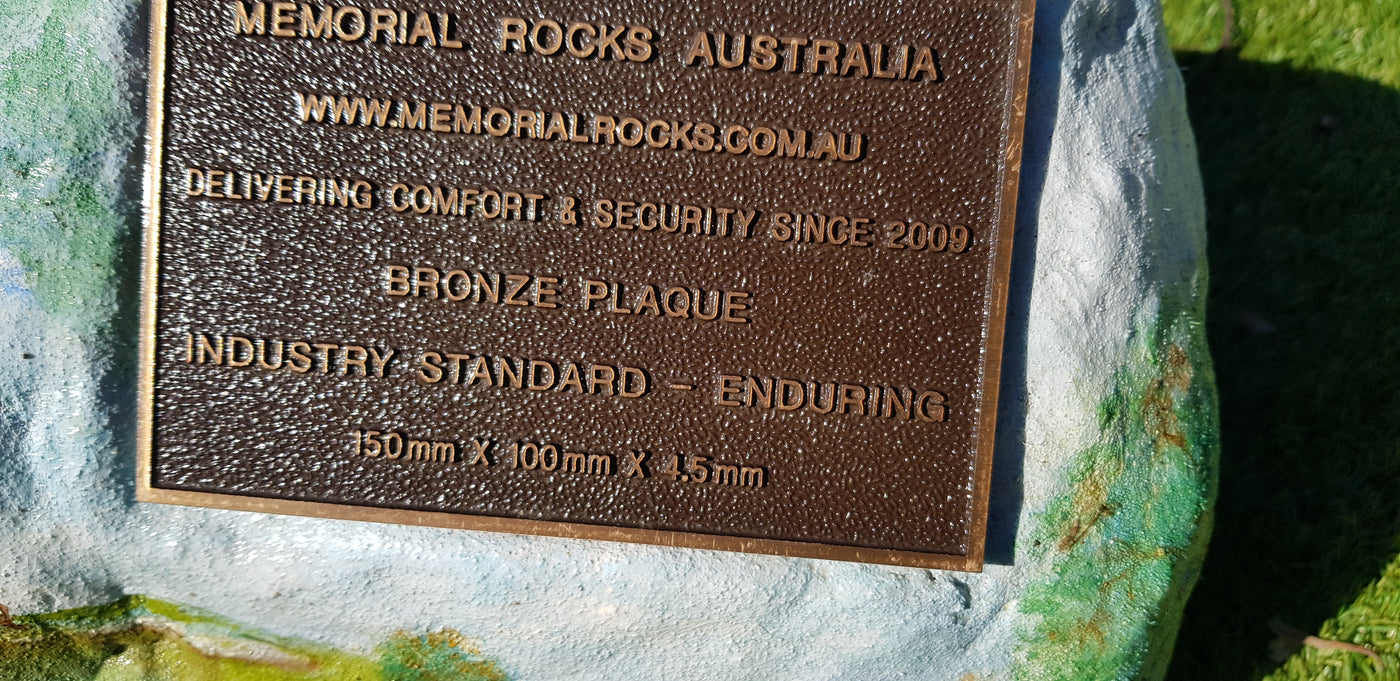 MEMORIAL ROCKS AUSTRALIA
WWW.MEMORIALROCKS.COM.AU
DELIVERING COMFORT & SECURITY SINCE 2009
BRONZE PLAQUE
INDUSTRY STANDARD - ENDURING
150mm X 100mm X 4.5mm